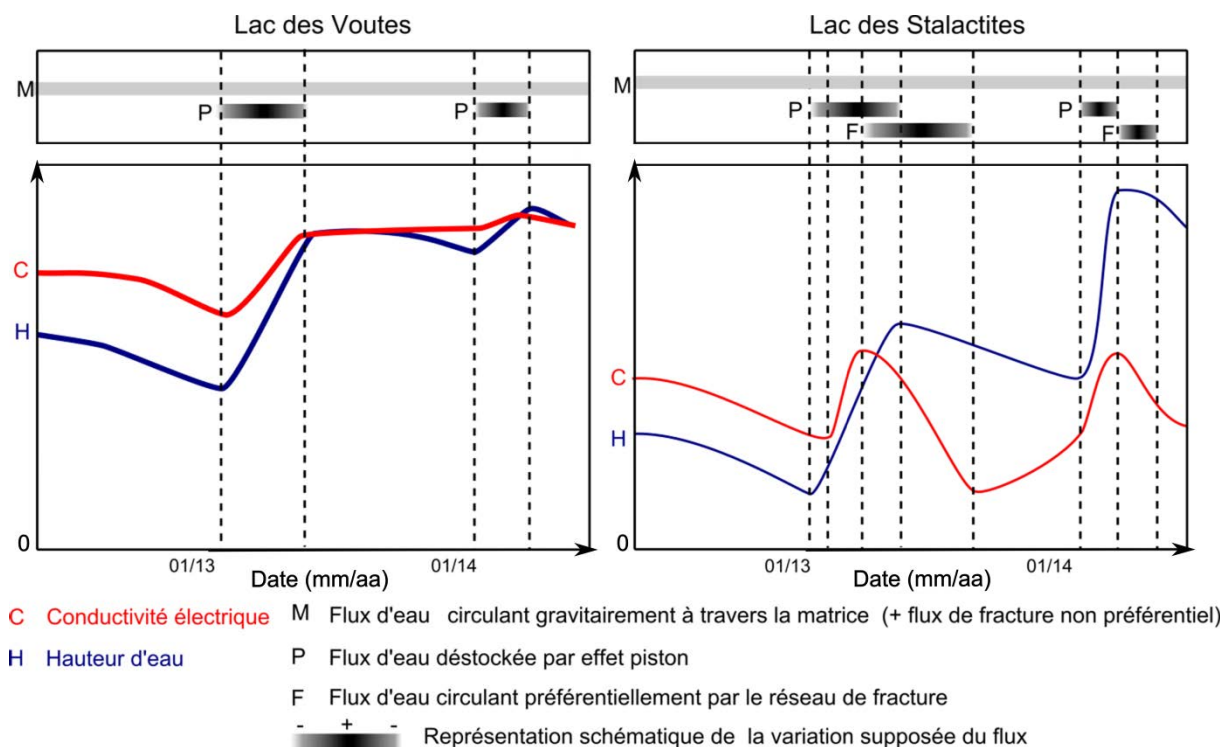 Lac des Voutes
Lac des Stalactites
M
P
P
M
P
F
P
F
C
H
0
C
H
0
01/13
Date (mm/aa)
01/14
01/13
Date (mm/aa)
01/14
C Conductivité électrique
H Hauteur d'eau
M Flux d'eau circulant gravitairement à travers la matrice (+ flux de fracture non préférentiel)
P Flux d'eau déstockée par effet piston
F Flux d'eau circulant préférentiellement par le réseau de fracture
- + -
Représentation schématique de la variation supposée du flux